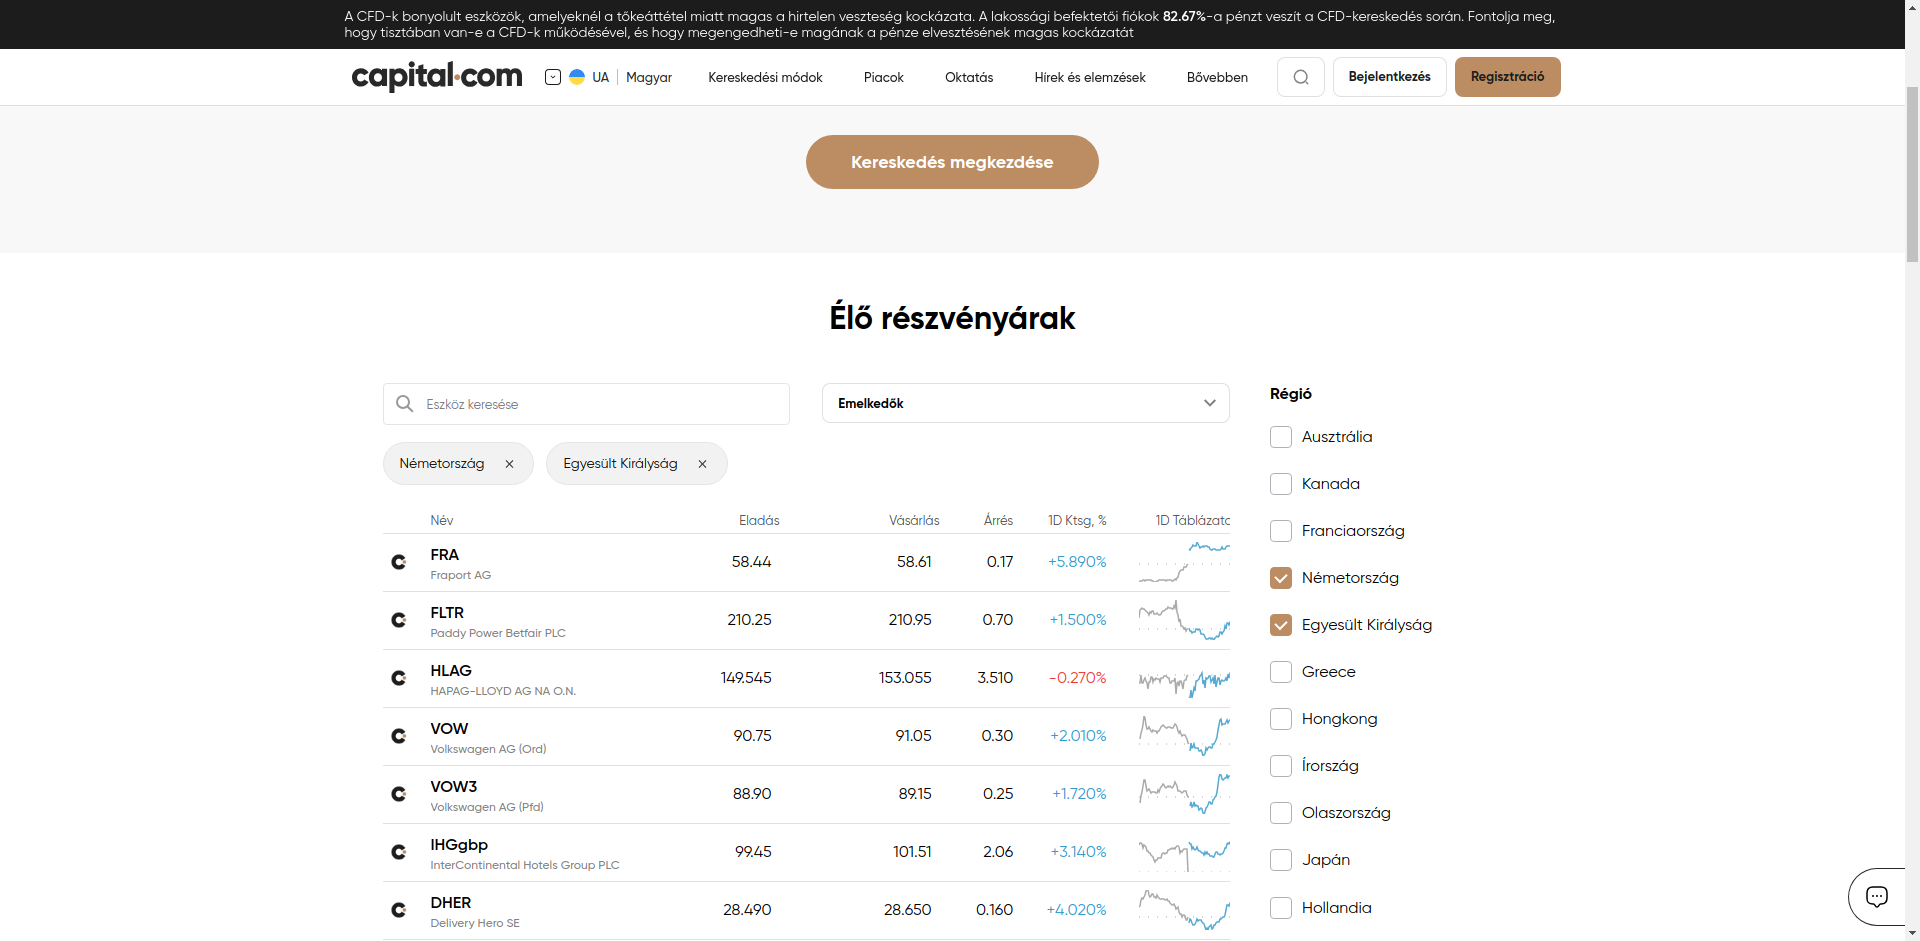 A CFD-k bonyolult eszközök, amelyeknél a tőkeáttétel miatt magas a hirtelen veszteség kockázata. A lakossági befektetői fiókok 82.67%-a pénzt veszít a CFD-kereskedés során. Fontolja meg,
hogy tisztában van-e a CFD-k működésével, és hogy megengedheti-e magának a pénze elvesztésének magas kockázatát
capital.com
UA Magyar Kereskedési módok Piacok Oktatás Hírek és elemzések Bővebben Bejelentkezés Regisztráció
Kereskedés megkezdése
Élő részvényárak
Eszköz keresése
Emelkedők
Németország Egyesült Királyság
Név Eladás Vásárlás Árrés 1D Ktsg, % 1D Táblázatc
FRA 58.44 58.61 0.17 +5.890%
Fraport AG
FLTR 210.25 210.95 0.70 +1.500%
Paddy Power Betfair PLC
HLAG 149.545 153.055 3.510 -0.270%
HAPAG-LLOYD AG NA O.N.
VOW 90.75 91.05 0.30 +2.010%
Volkswagen AG (Ord)
VOW3 88.90 89.15 0.25 +1.720%
Volkswagen AG (Pfd)
IHGgbp 99.45 101.51 2.06 +3.140%
InterContinental Hotels Group PLC
DHER 28.490 28.650 0.160 +4.020%
Delivery Hero SE
Régió
Ausztrália
Kanada
Franciaország
Németország
Egyesült Királyság
Greece
Hongkong
Írország
Olaszország
Japán
Hollandia